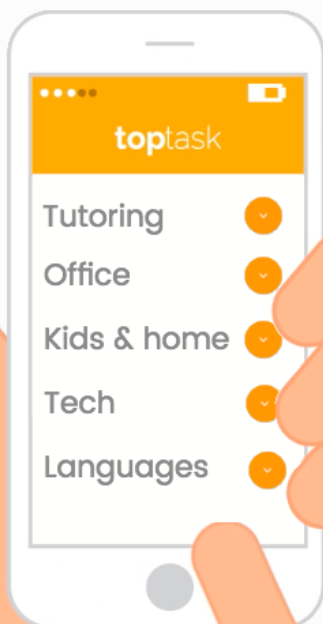 toptask
Tutoring
Office
Kids & home
Tech
Languages